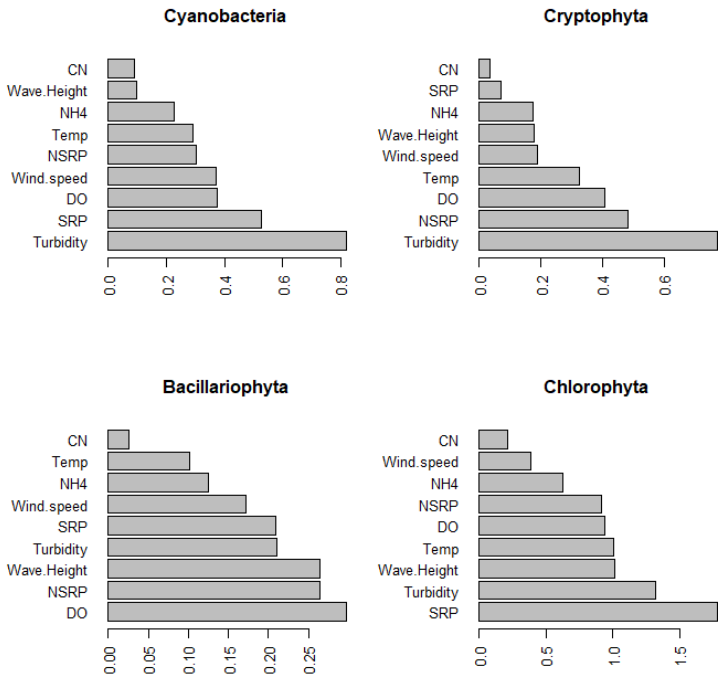 Cyanobacteria
CN
Wave.Height
NH4
Temp
NSRP
Wind.speed
DO
SRP
Turbidity
0.0
0.2
0.4
0.6
0.8
Cryptophyta
CN
SRP
NH4
Wave.Height
Wind.speed
Temp
DO
NSRP
Turbidity
0.0
0.2
0.4
0.6
Bacillariophyta
CN
Temp
NH4
Wind.speed
SRP
Turbidity
Wave.Height
NSRP
DO
0.00
0.05
0.10
0.15
0.20
0.25
Chlorophyta
CN
Wind.speed
NH4
NSRP
DO
Temp
Wave.Height
Turbidity
SRP
0.0
0.5
1.0
1.5